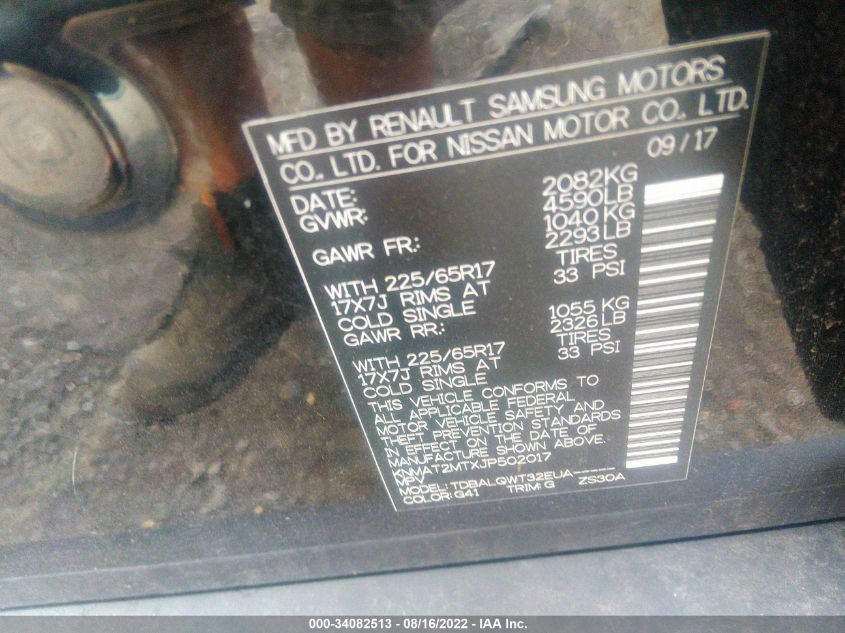 MFD BY RENAULT SAMSUNG MOTORS
CO., LTD. FOR NISSAN MOTOR CO., LTD.
DATE: 09/17
GVWR: 2082KG
4590LB
GAWR FR: 1040 KG
2293LB
WITH 225/65R17 TIRES
17X7J RIMS AT 33 PSI
COLD SINGLE
GAWR RR: 1055 KG
2326LB
WITH 225/65R17 TIRES
17X7J RIMS AT 33 PSI
COLD SINGLE
THIS VEHICLE CONFORMS TO
ALL APPLICABLE FEDERAL
MOTOR VEHICLE SAFETY AND
THEFT PREVENTION STANDARDS
IN EFFECT ON THE DATE OF
MANUFACTURE SHOWN ABOVE.
KNMAT2MTXJP502017
MPV
MODEL: TDBALQWT32EUA------
COLOR: G41 TRIM: G ZS30A
000-34082513 - 08/16/2022 - IAA Inc.